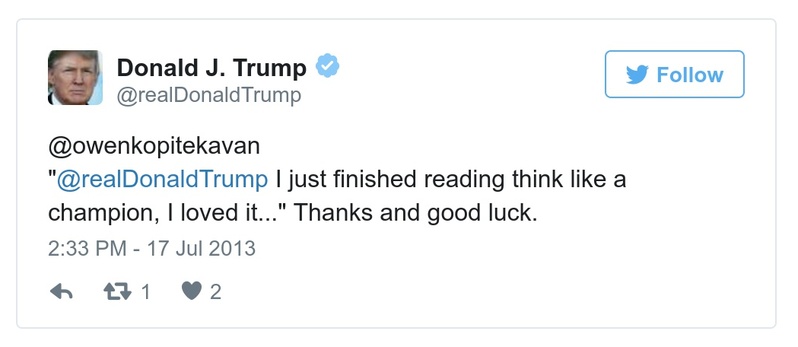 Donald J. Trump
@realDonaldTrump
Follow
@owenkopitekavan
"@realDonaldTrump I just finished reading think like a
champion, I loved it..." Thanks and good luck.
2:33 PM - 17 Jul 2013
1 2